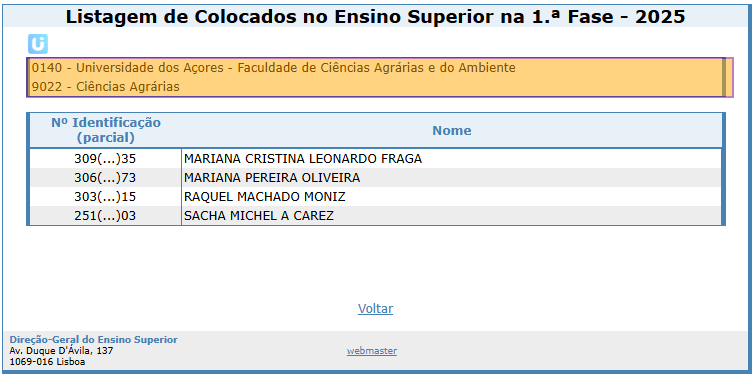 Listagem de Colocados no Ensino Superior na 1.ª Fase - 2025
0140 - Universidade dos Açores - Faculdade de Ciências Agrárias e do Ambiente
9022 - Ciências Agrárias
Nº Identificação (parcial) Nome
309(...)35 MARIANA CRISTINA LEONARDO FRAGA
306(...)73 MARIANA PEREIRA OLIVEIRA
303(...)15 RAQUEL MACHADO MONIZ
251(...)03 SACHA MICHEL A CAREZ
Voltar
Direção-Geral do Ensino Superior
Av. Duque D'Ávila, 137
1069-016 Lisboa
webmaster